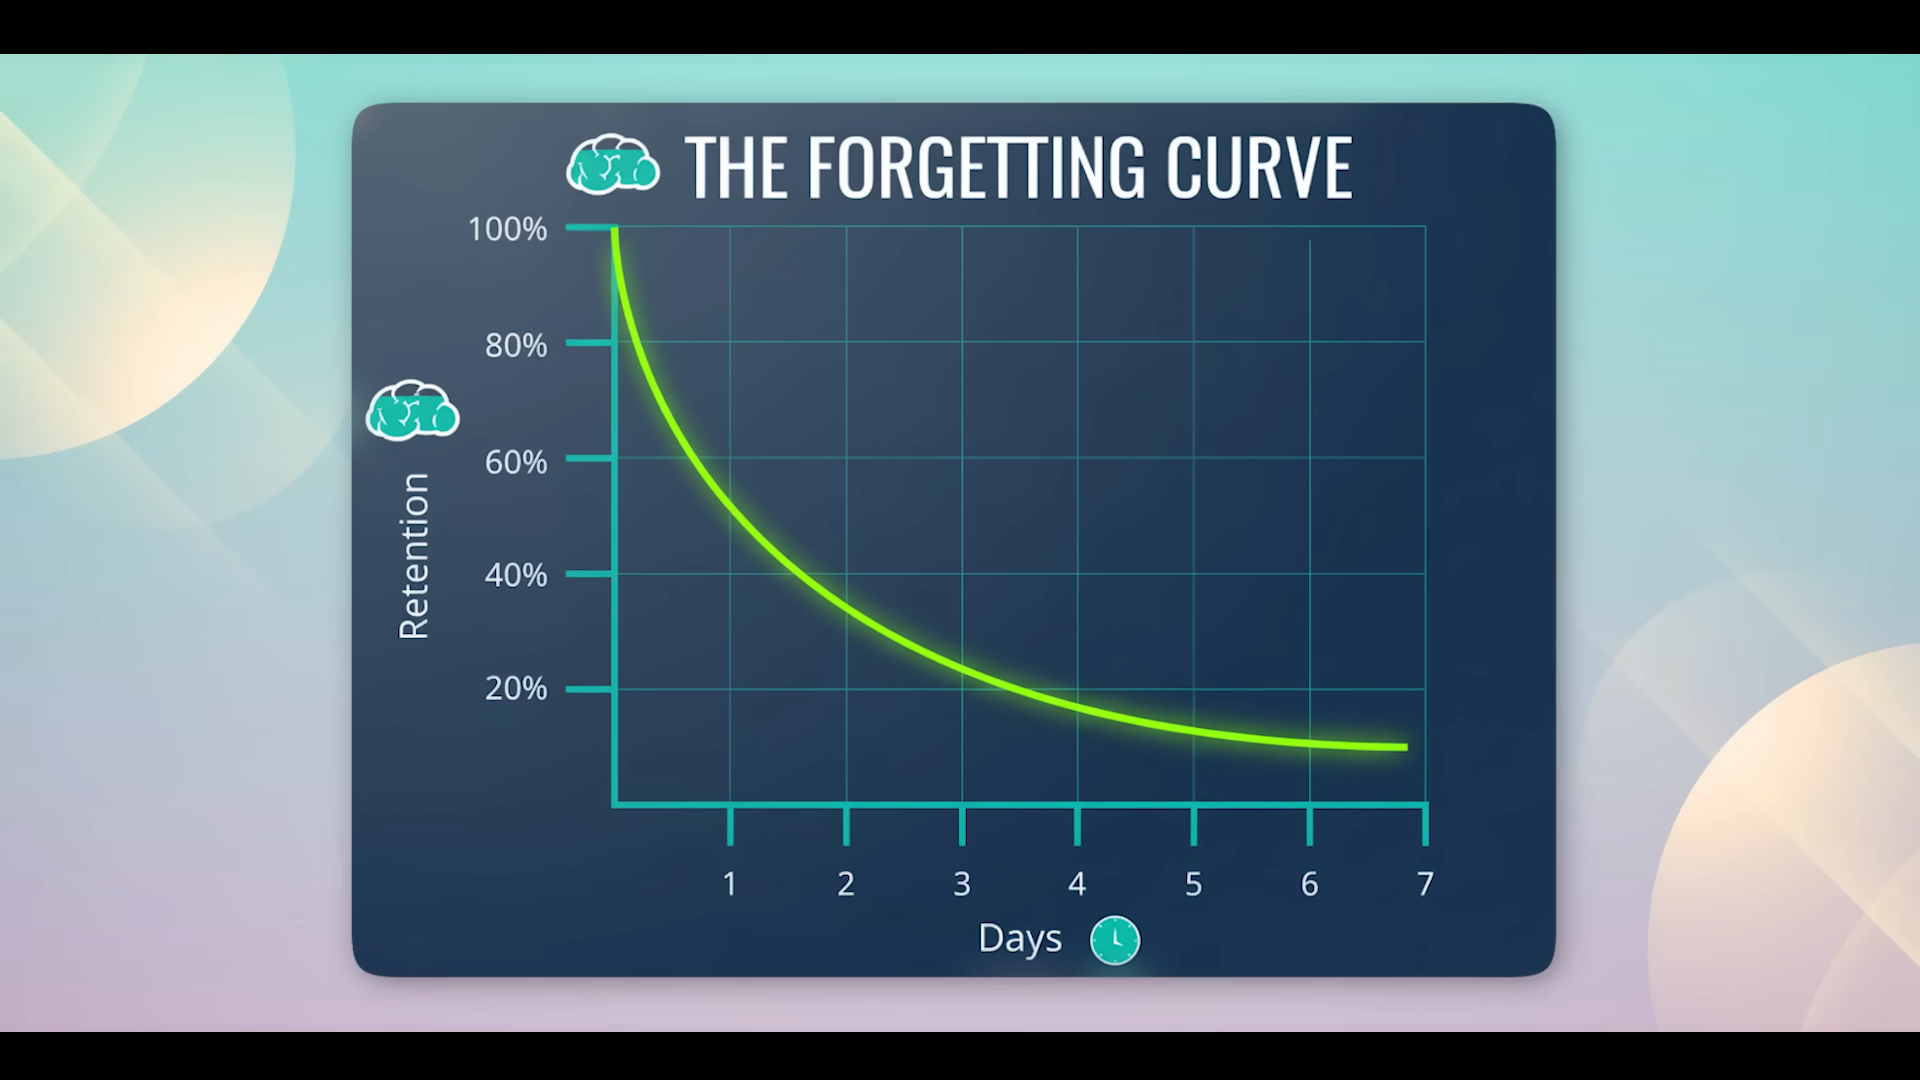 THE FORGETTING CURVE
100%
80%
60%
40%
20%
Retention
1 2 3 4 5 6 7
Days